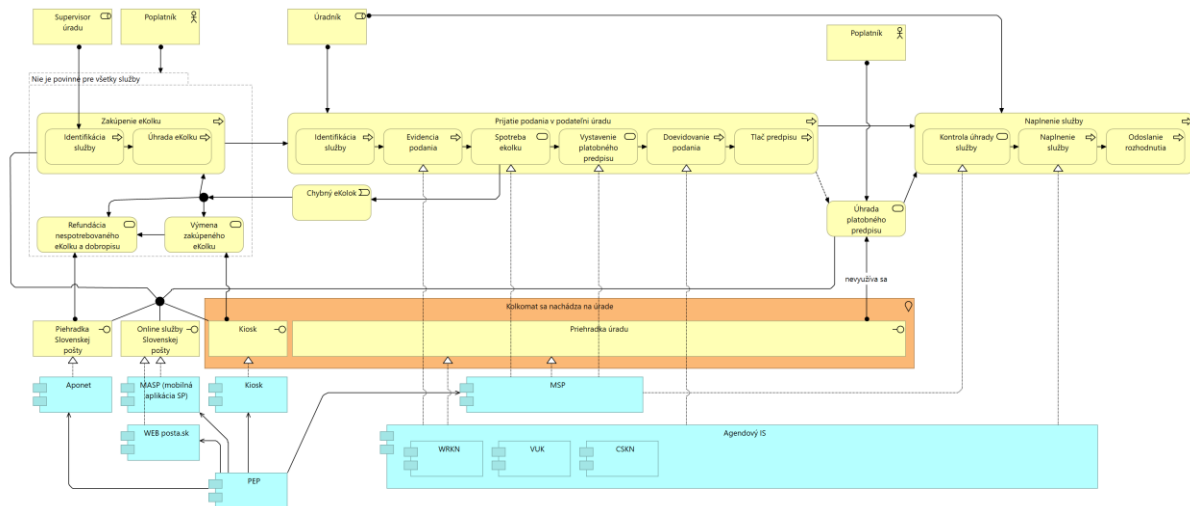 Supervisor
úradu
Poplatník
Úradník
Poplatník
Nie je povinne pre všetky služby
Zakúpenie eKolku
Identifikácia
služby
Úhrada eKolku
Prijatie podania v podateľni úradu
Identifikácia
služby
Evidencia
podania
Spotreba
ekolku
Vystavenie
platobného
predpisu
Doevidovanie
podania
Tlač predpisu
Naplnenie služby
Kontrola úhrady
služby
Naplnenie
služby
Odoslanie
rozhodnutia
Chybný eKolok
Refundácia
nespotrebovaného
eKolku a dobropisu
Výmena
zakúpeného
eKolku
Úhrada
platobného
predpisu
nevyužíva sa
Kolkomat sa nachádza na úrade
Piehradka
Slovenskej
pošty
Online služby
Slovenskej
pošty
Kiosk
Priehradka úradu
Aponet
MASP (mobilná
aplikácia SP)
Kiosk
MSP
WEB posta.sk
Agendový IS
WRKN
VUK
CSKN
PEP